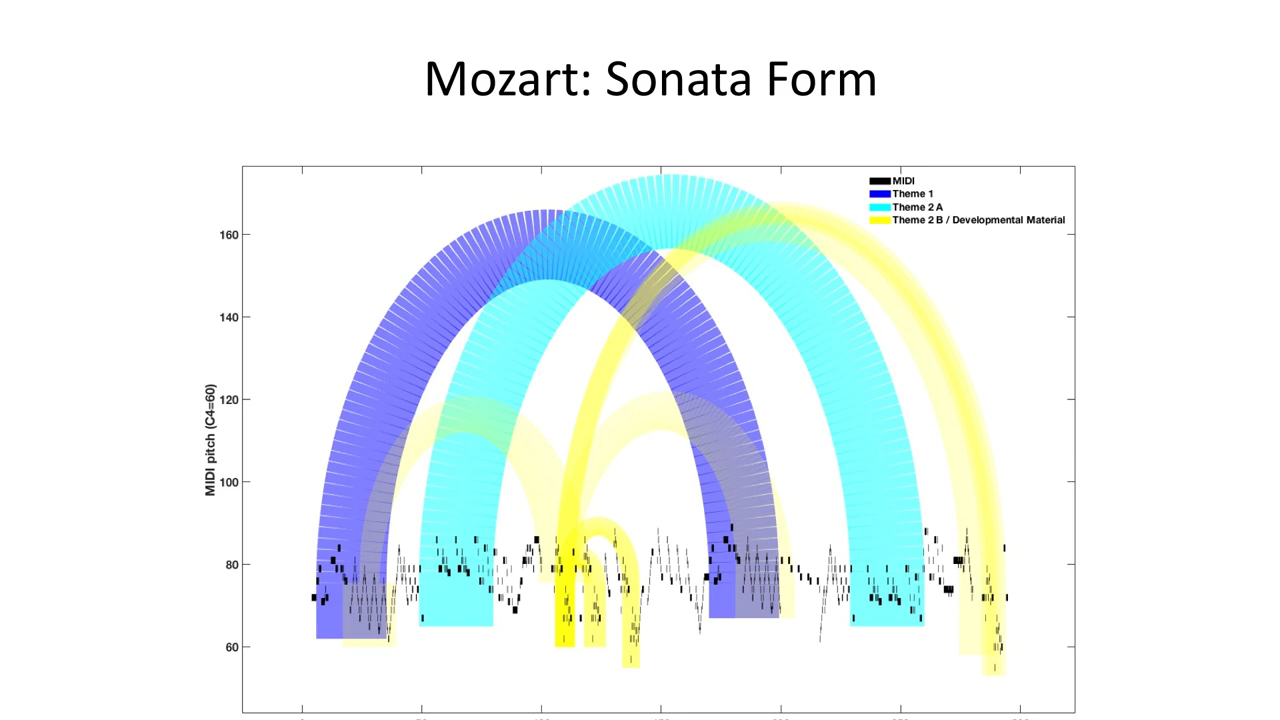 Mozart: Sonata Form
MIDI
Theme 1
Theme 2 A
Theme 2 B / Developmental Material
160
140
120
100
80
60
MIDI pitch (C4=60)